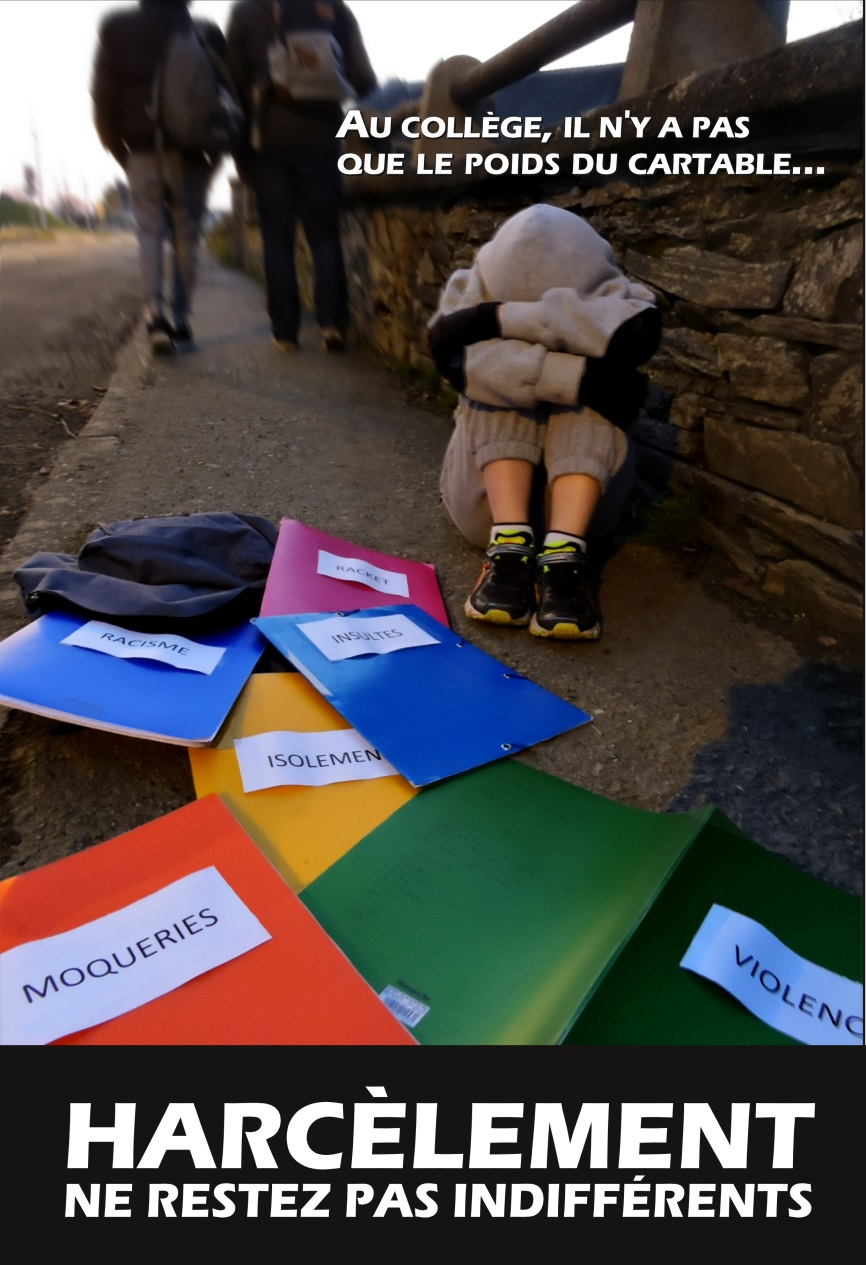 AU COLLÈGE, IL N'Y A PAS
QUE LE POIDS DU CARTABLE...
RACKET
RACISME
INSULTES
ISOLEMEN
MOQUERIES
VIOLENC
HARCÈLEMENT
NE RESTEZ PAS INDIFFÉRENTS